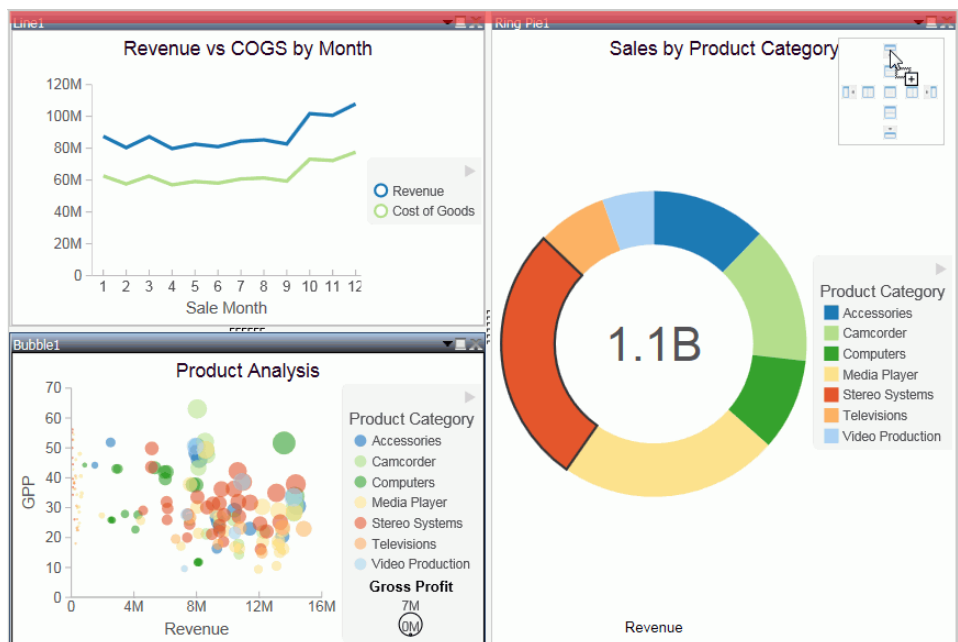 Line1
Revenue vs COGS by Month
120M
100M
80M
60M
40M
20M
0
1 2 3 4 5 6 7 8 9 10 11 12
Sale Month
Revenue
Cost of Goods
Bubble1
Product Analysis
70
60
50
40
30
20
10
0
GPP
0 4M 8M 12M 16M
Revenue
Product Category
Accessories
Camcorder
Computers
Media Player
Stereo Systems
Televisions
Video Production
Gross Profit
7M
0M
Ring Pie1
Sales by Product Category
1.1B
Product Category
Accessories
Camcorder
Computers
Media Player
Stereo Systems
Televisions
Video Production
Revenue